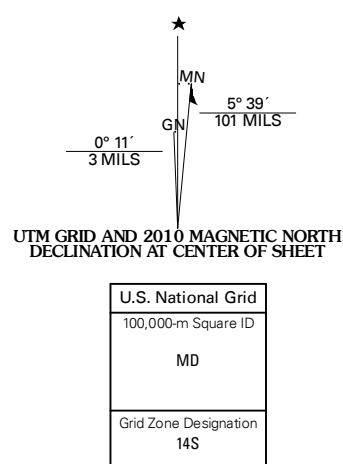 MN
GN
5° 39´
101 MILS
0° 11´
3 MILS
UTM GRID AND 2010 MAGNETIC NORTH
DECLINATION AT CENTER OF SHEET
U.S. National Grid
100,000-m Square ID
MD
Grid Zone Designation
14S